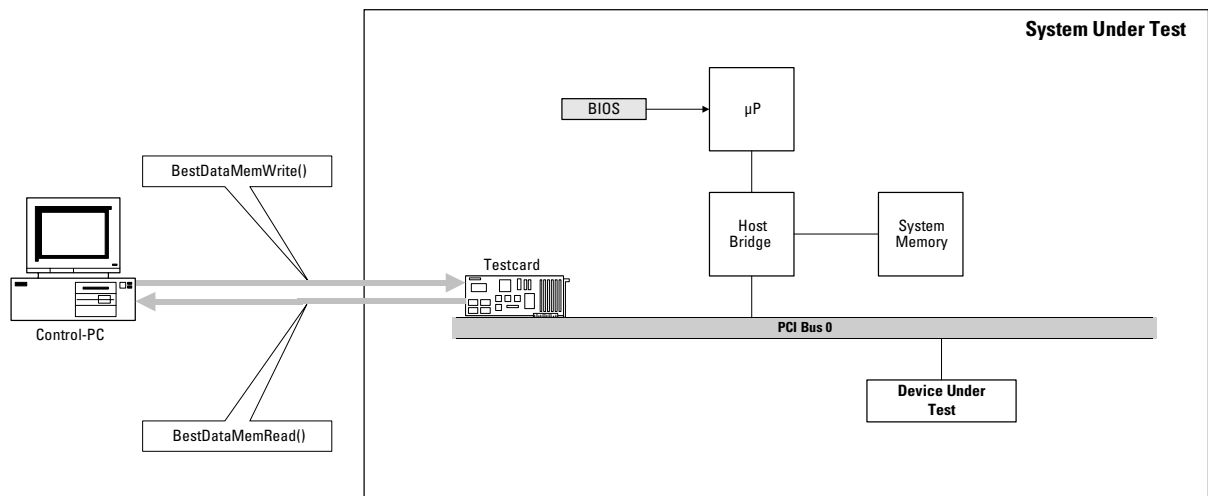 System Under Test
BIOS
µP
BestDataMemWrite()
Host
Bridge
System
Memory
Testcard
Control-PC
PCI Bus 0
Device Under
Test
BestDataMemRead()